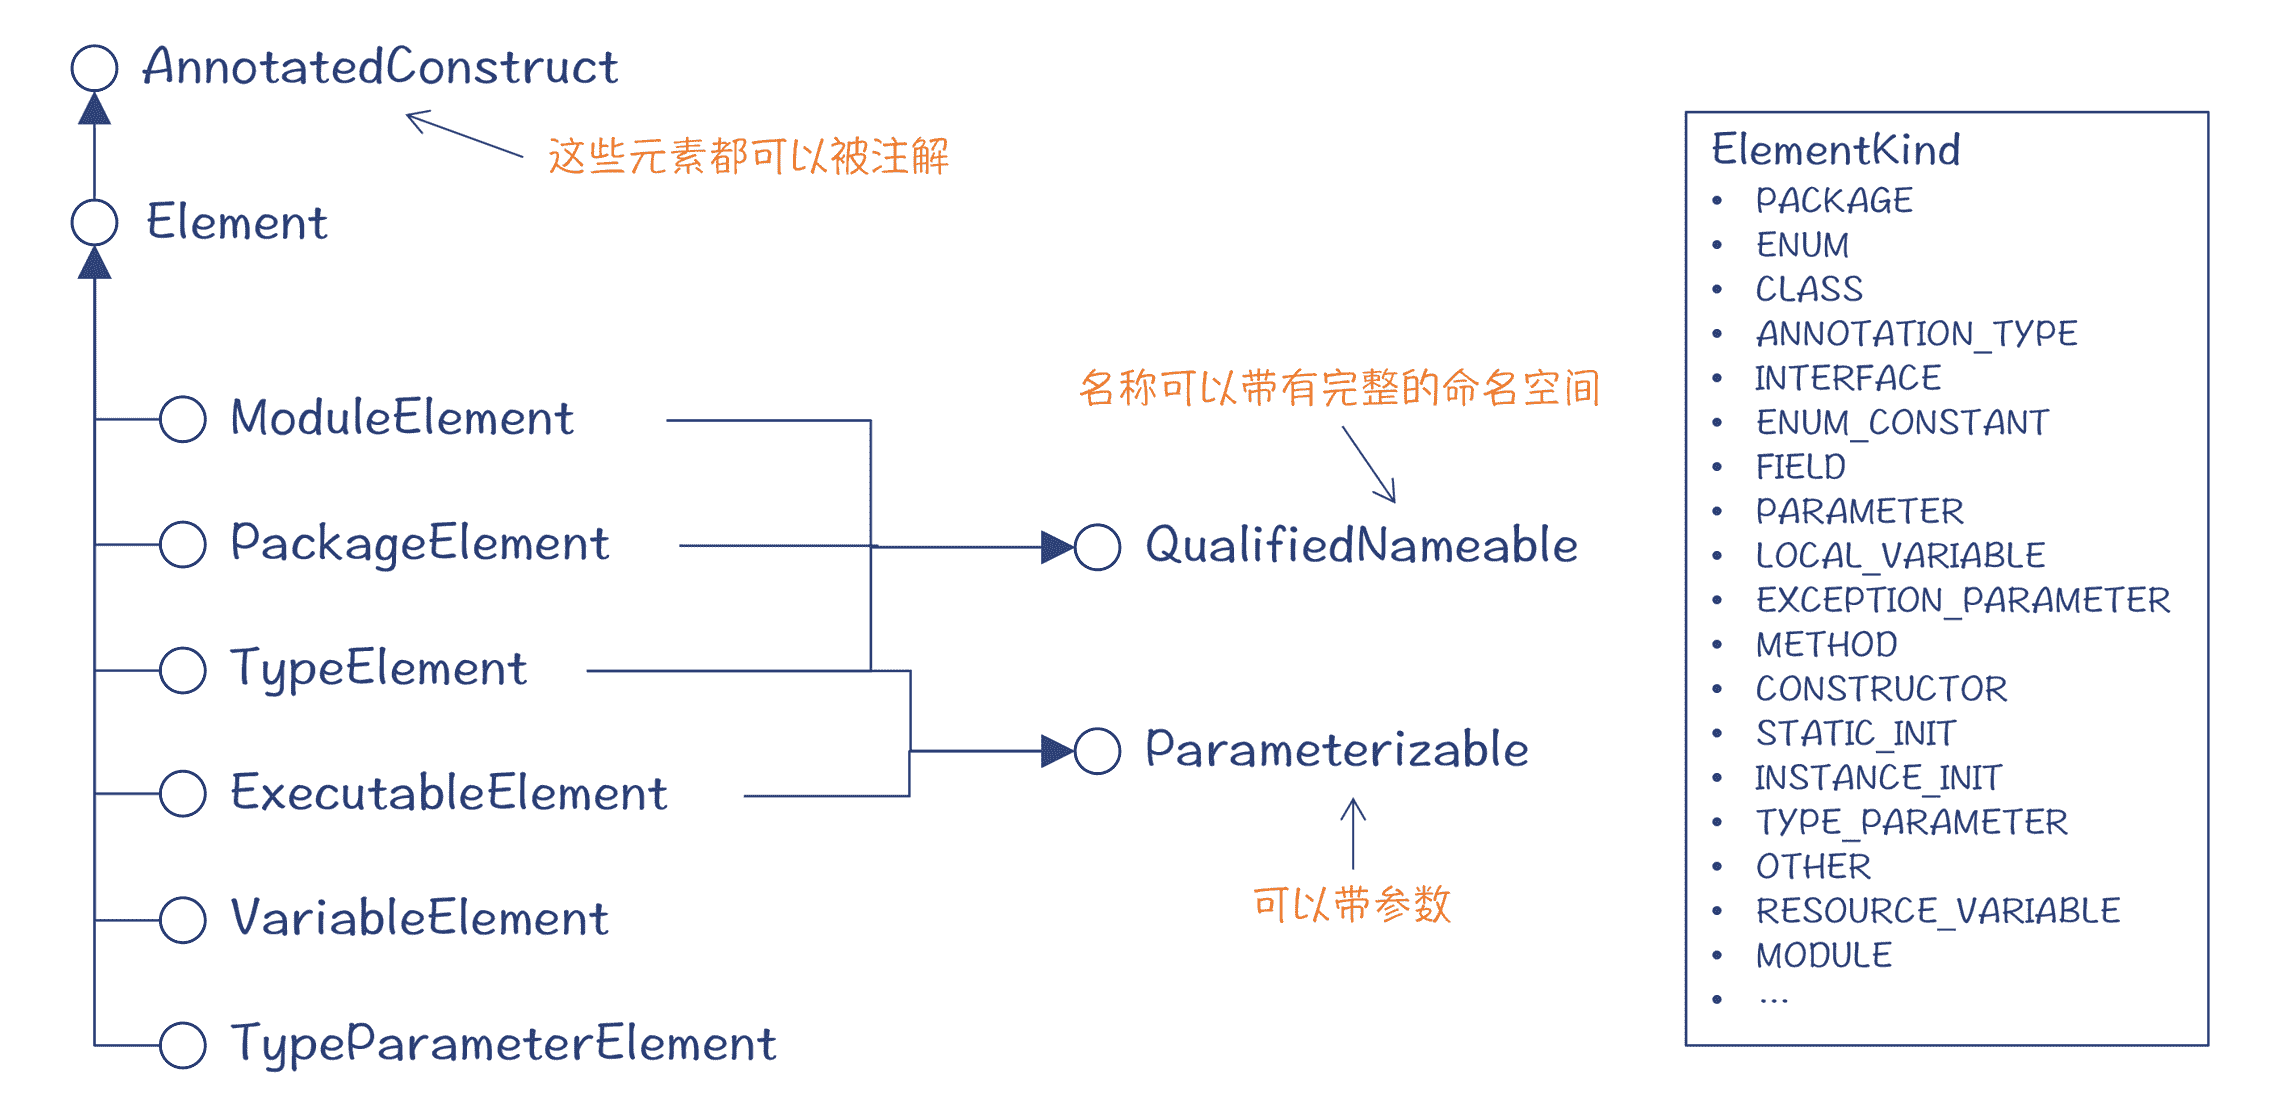 AnnotatedConstruct
这些元素都可以被注解
Element
ModuleElement
PackageElement
TypeElement
ExecutableElement
VariableElement
TypeParameterElement
名称可以带有完整的命名空间
QualifiedNameable
Parameterizable
可以带参数
ElementKind
• PACKAGE
• ENUM
• CLASS
• ANNOTATION_TYPE
• INTERFACE
• ENUM_CONSTANT
• FIELD
• PARAMETER
• LOCAL_VARIABLE
• EXCEPTION_PARAMETER
• METHOD
• CONSTRUCTOR
• STATIC_INIT
• INSTANCE_INIT
• TYPE_PARAMETER
• OTHER
• RESOURCE_VARIABLE
• MODULE
• …